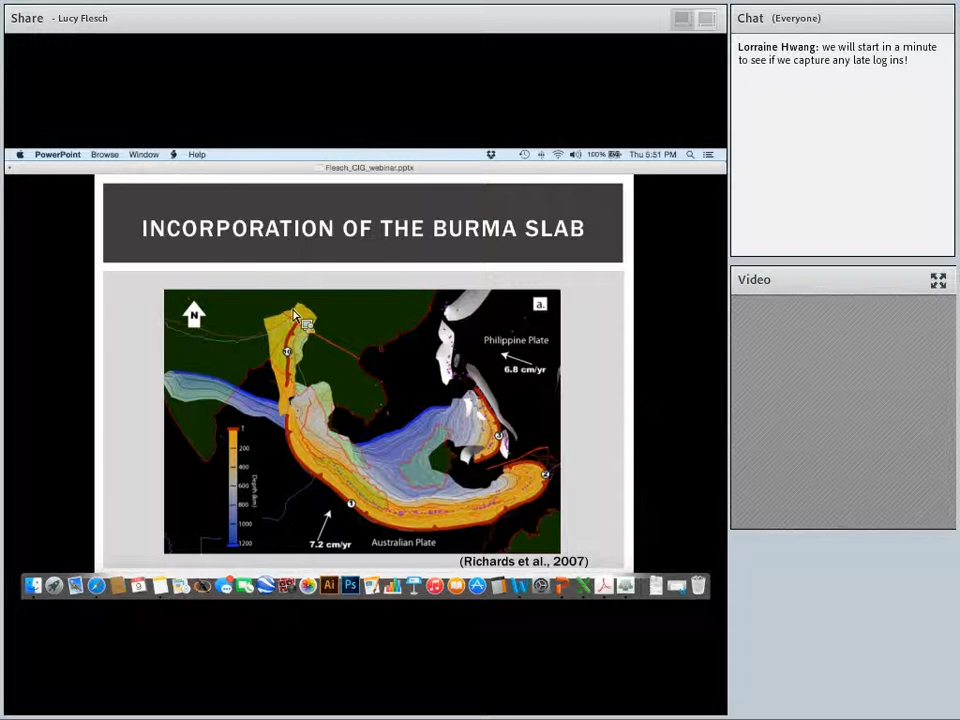 Share - Lucy Flesch
Chat (Everyone)
Lorraine Hwang: we will start in a minute
to see if we capture any late log ins!
PowerPoint Browse Window Help
100% Thu 5:51 PM
Flesch_CIG_webinar.pptx
Video
INCORPORATION OF THE BURMA SLAB
N
a.
Philippine Plate
6.8 cm/yr
200
400
600
800
1000
1200
Depth (km)
7.2 cm/yr
Australian Plate
(Richards et al., 2007)
Ai Ps